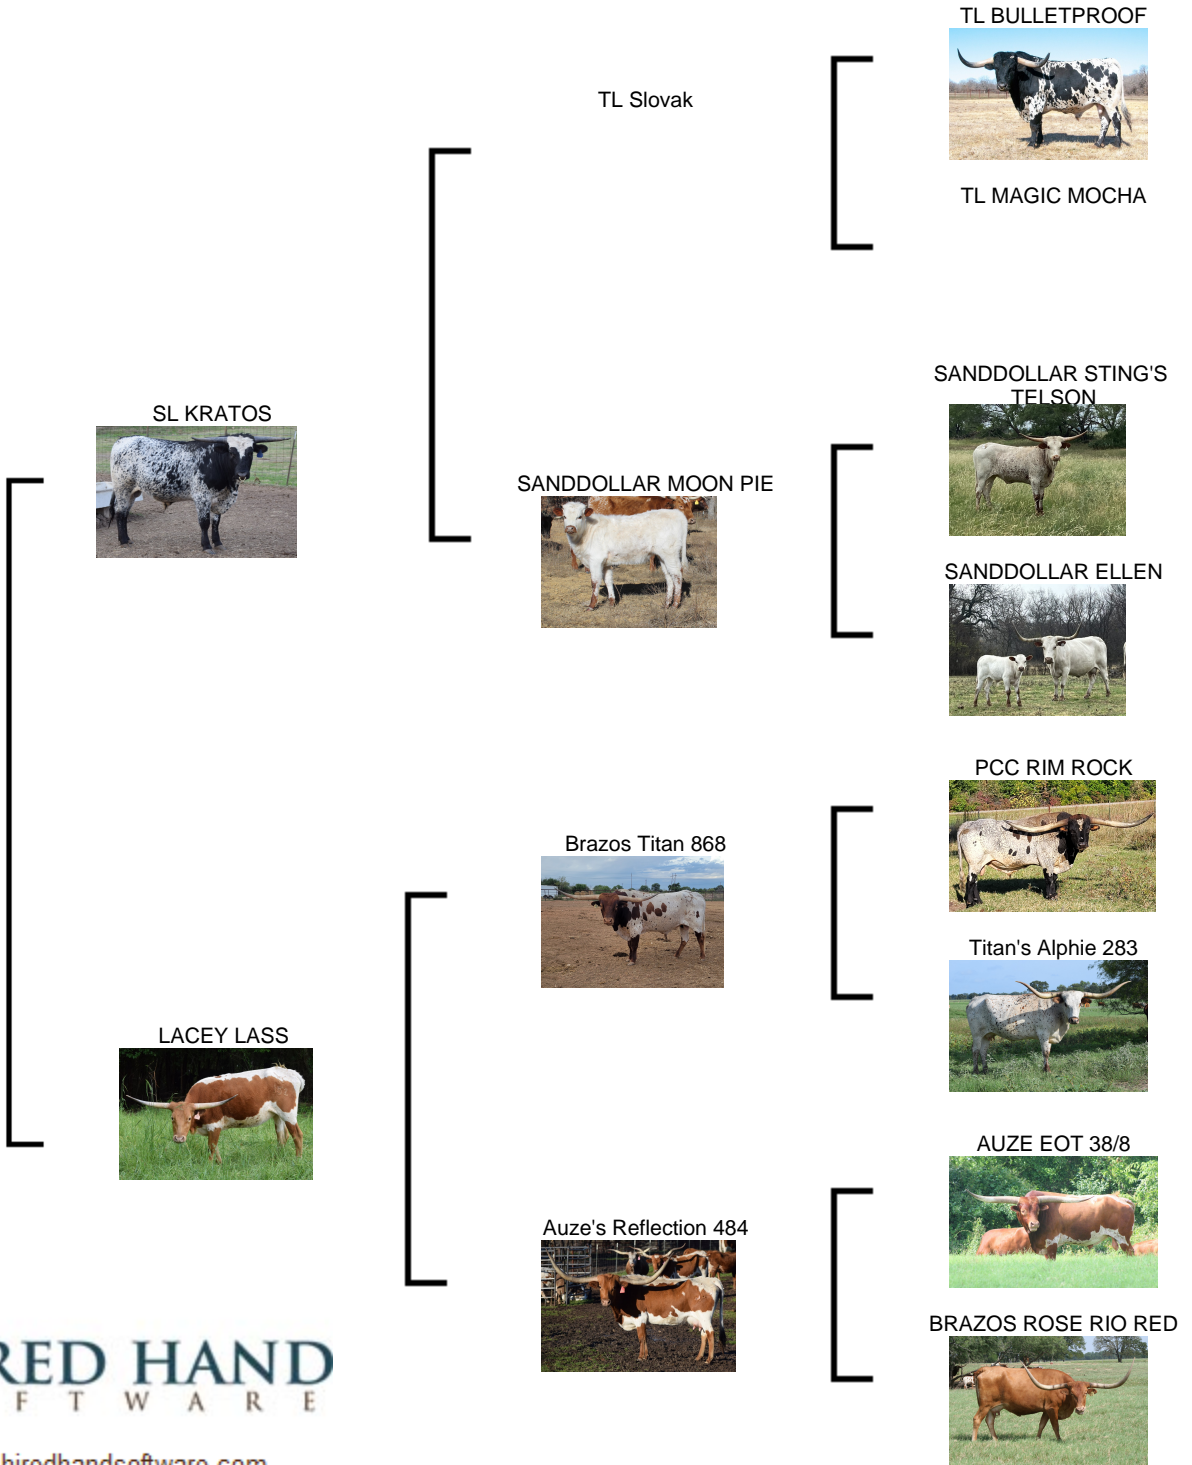 TL BULLETPROOF
TL Slovak
TL MAGIC MOCHA
SANDDOLLAR STING'S
TELSON
SL KRATOS
SANDDOLLAR MOON PIE
SANDDOLLAR ELLEN
PCC RIM ROCK
Brazos Titan 868
Titan's Alphie 283
LACEY LASS
AUZE EOT 38/8
Auze's Reflection 484
BRAZOS ROSE RIO RED
RED HAND
F T W A R E
hiredhandsoftware.com